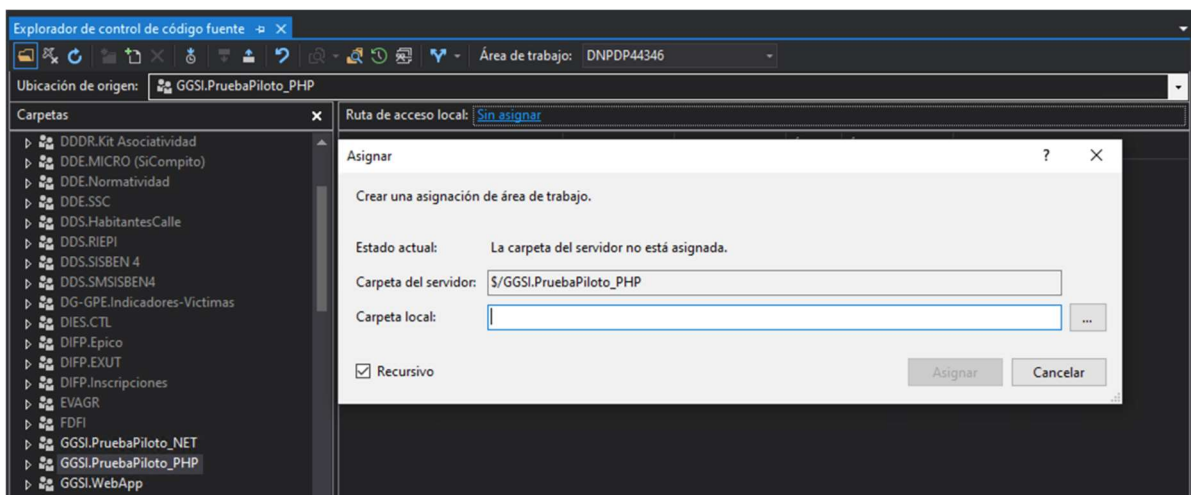 Explorador de control de código fuente
Área de trabajo: DNPDP44346
Ubicación de origen: GGSI.PruebaPiloto_PHP
Carpetas
Ruta de acceso local: Sin asignar
DDDR.Kit Asociatividad
DDE.MICRO (SiCompito)
DDE.Normatividad
DDE.SSC
DDS.HabitantesCalle
DDS.RIEPI
DDS.SISBEN 4
DDS.SMSISBEN4
DG-GPE.Indicadores-Victimas
DIES.CTL
DIFP.Epico
DIFP.EXUT
DIFP.Inscripciones
EVAGR
FDFI
GGSI.PruebaPiloto_NET
GGSI.PruebaPiloto_PHP
GGSI.WebApp
Asignar
Crear una asignación de área de trabajo.
Estado actual: La carpeta del servidor no está asignada.
Carpeta del servidor: $/GGSI.PruebaPiloto_PHP
Carpeta local:
...
Recursivo
Asignar
Cancelar